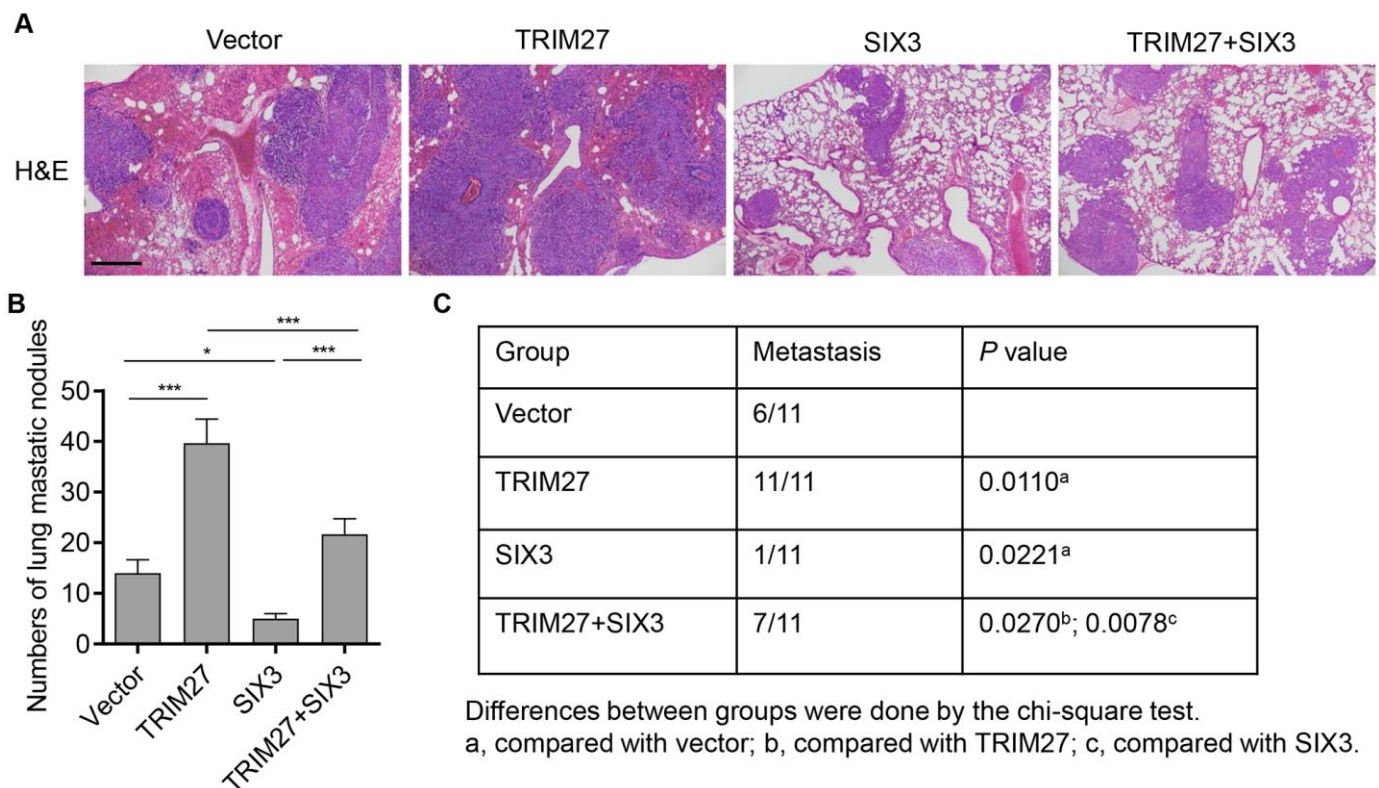 A
Vector
TRIM27
SIX3
TRIM27+SIX3
H&E
B
Numbers of lung mastatic nodules
50
40
30
20
10
0
***
*
***
***
Vector
TRIM27
SIX3
TRIM27+SIX3
C
Group Metastasis P value
Vector 6/11
TRIM27 11/11 0.0110ᵃ
SIX3 1/11 0.0221ᵃ
TRIM27+SIX3 7/11 0.0270ᵇ; 0.0078ᶜ
Differences between groups were done by the chi-square test.
a, compared with vector; b, compared with TRIM27; c, compared with SIX3.